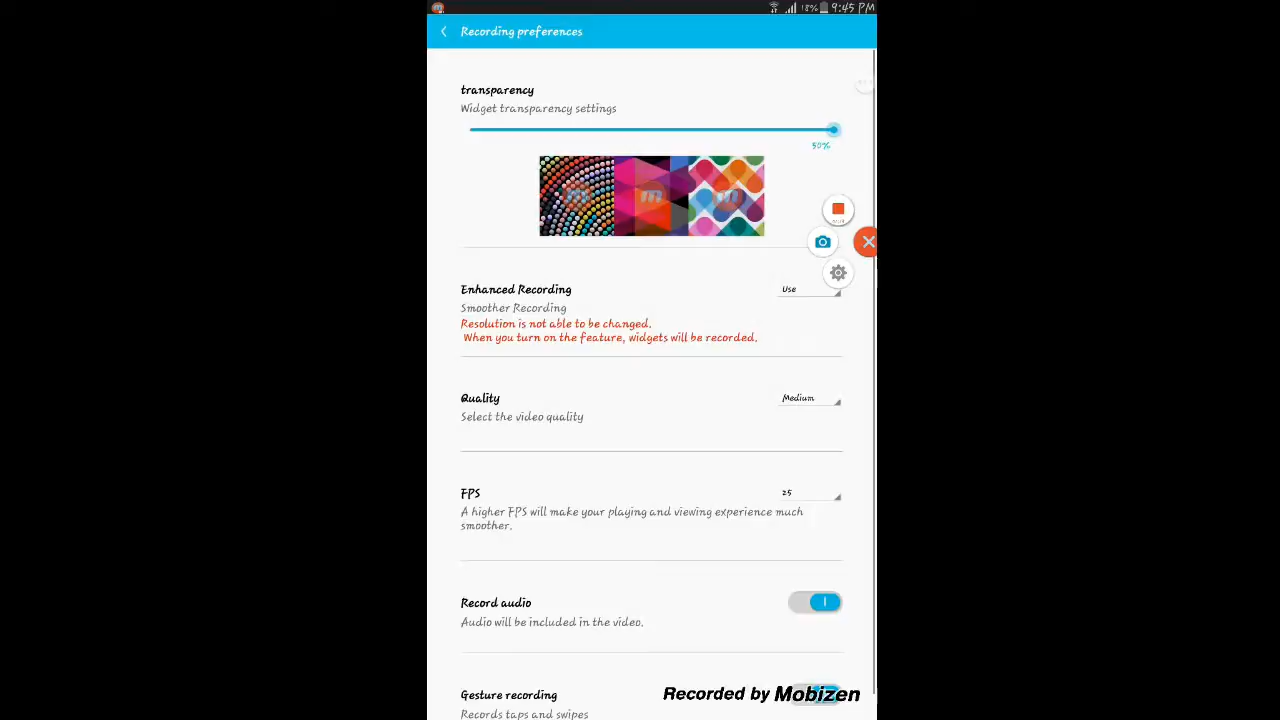 18% 9:45 PM
Recording preferences
transparency
Widget transparency settings
50%
m m m
Enhanced Recording
Use
Smoother Recording
Resolution is not able to be changed.
When you turn on the feature, widgets will be recorded.
Quality
Medium
Select the video quality
FPS
25
A higher FPS will make your playing and viewing experience much
smoother.
Record audio
Audio will be included in the video.
Gesture recording
Recorded by Mobizen
Records taps and swipes